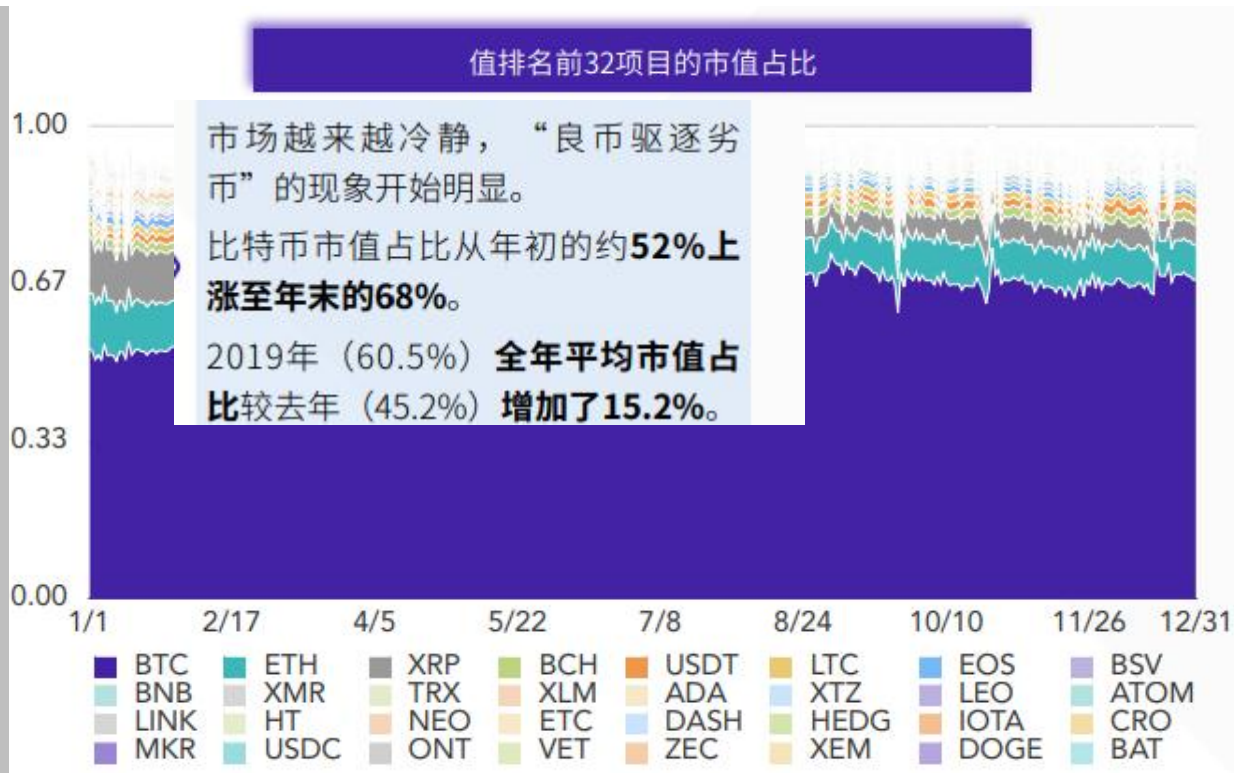 值排名前32项目的市值占比
1.00
市场越来越冷静，“良币驱逐劣
币”的现象开始明显。
比特币市值占比从年初的约52%上
涨至年末的68%。
2019年（60.5%）全年平均市值占
比较去年（45.2%）增加了15.2%。
0.67
0.33
0.00
1/1 2/17 4/5 5/22 7/8 8/24 10/10 11/26 12/31
BTC ETH XRP BCH USDT LTC EOS BSV
BNB XMR TRX XLM ADA XTZ LEO ATOM
LINK HT NEO ETC DASH HEDG IOTA CRO
MKR USDC ONT VET ZEC XEM DOGE BAT